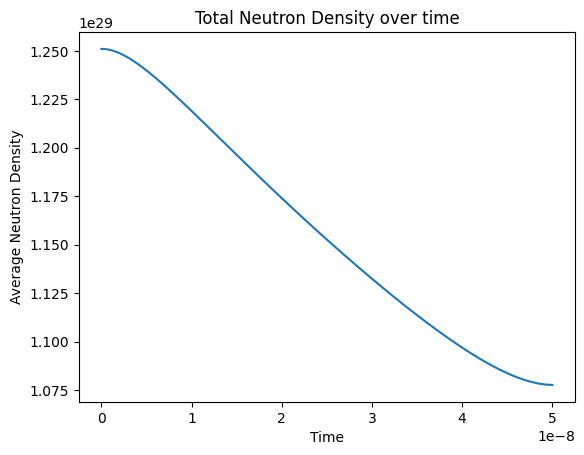 Total Neutron Density over time
1e29
1.250
1.225
1.200
1.175
1.150
1.125
1.100
1.075
Average Neutron Density
0 1 2 3 4 5
1e−8
Time